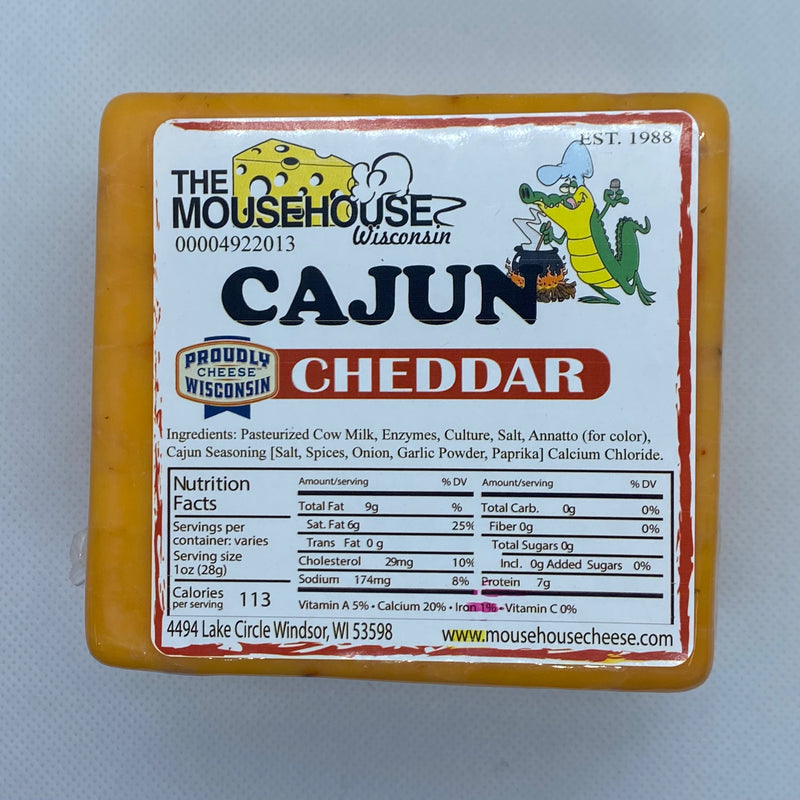 EST. 1988
THE
MOUSEHOUSE
Wisconsin
00004922013
CAJUN
PROUDLY
CHEESE™
WISCONSIN
CHEDDAR
Ingredients: Pasteurized Cow Milk, Enzymes, Culture, Salt, Annatto (for color),
Cajun Seasoning [Salt, Spices, Onion, Garlic Powder, Paprika] Calcium Chloride.
Nutrition
Facts
Servings per
container: varies
Serving size
1oz (28g)
Calories
per serving 113
Amount/serving % DV
Total Fat 9g %
Sat. Fat 6g 25%
Trans Fat 0 g
Cholesterol 29mg 10%
Sodium 174mg 8%
Amount/serving % DV
Total Carb. 0g 0%
Fiber 0g 0%
Total Sugars 0g
Incl. 0g Added Sugars 0%
Protein 7g
Vitamin A 5% • Calcium 20% • Iron 1% • Vitamin C 0%
4494 Lake Circle Windsor, WI 53598 www.mousehousecheese.com